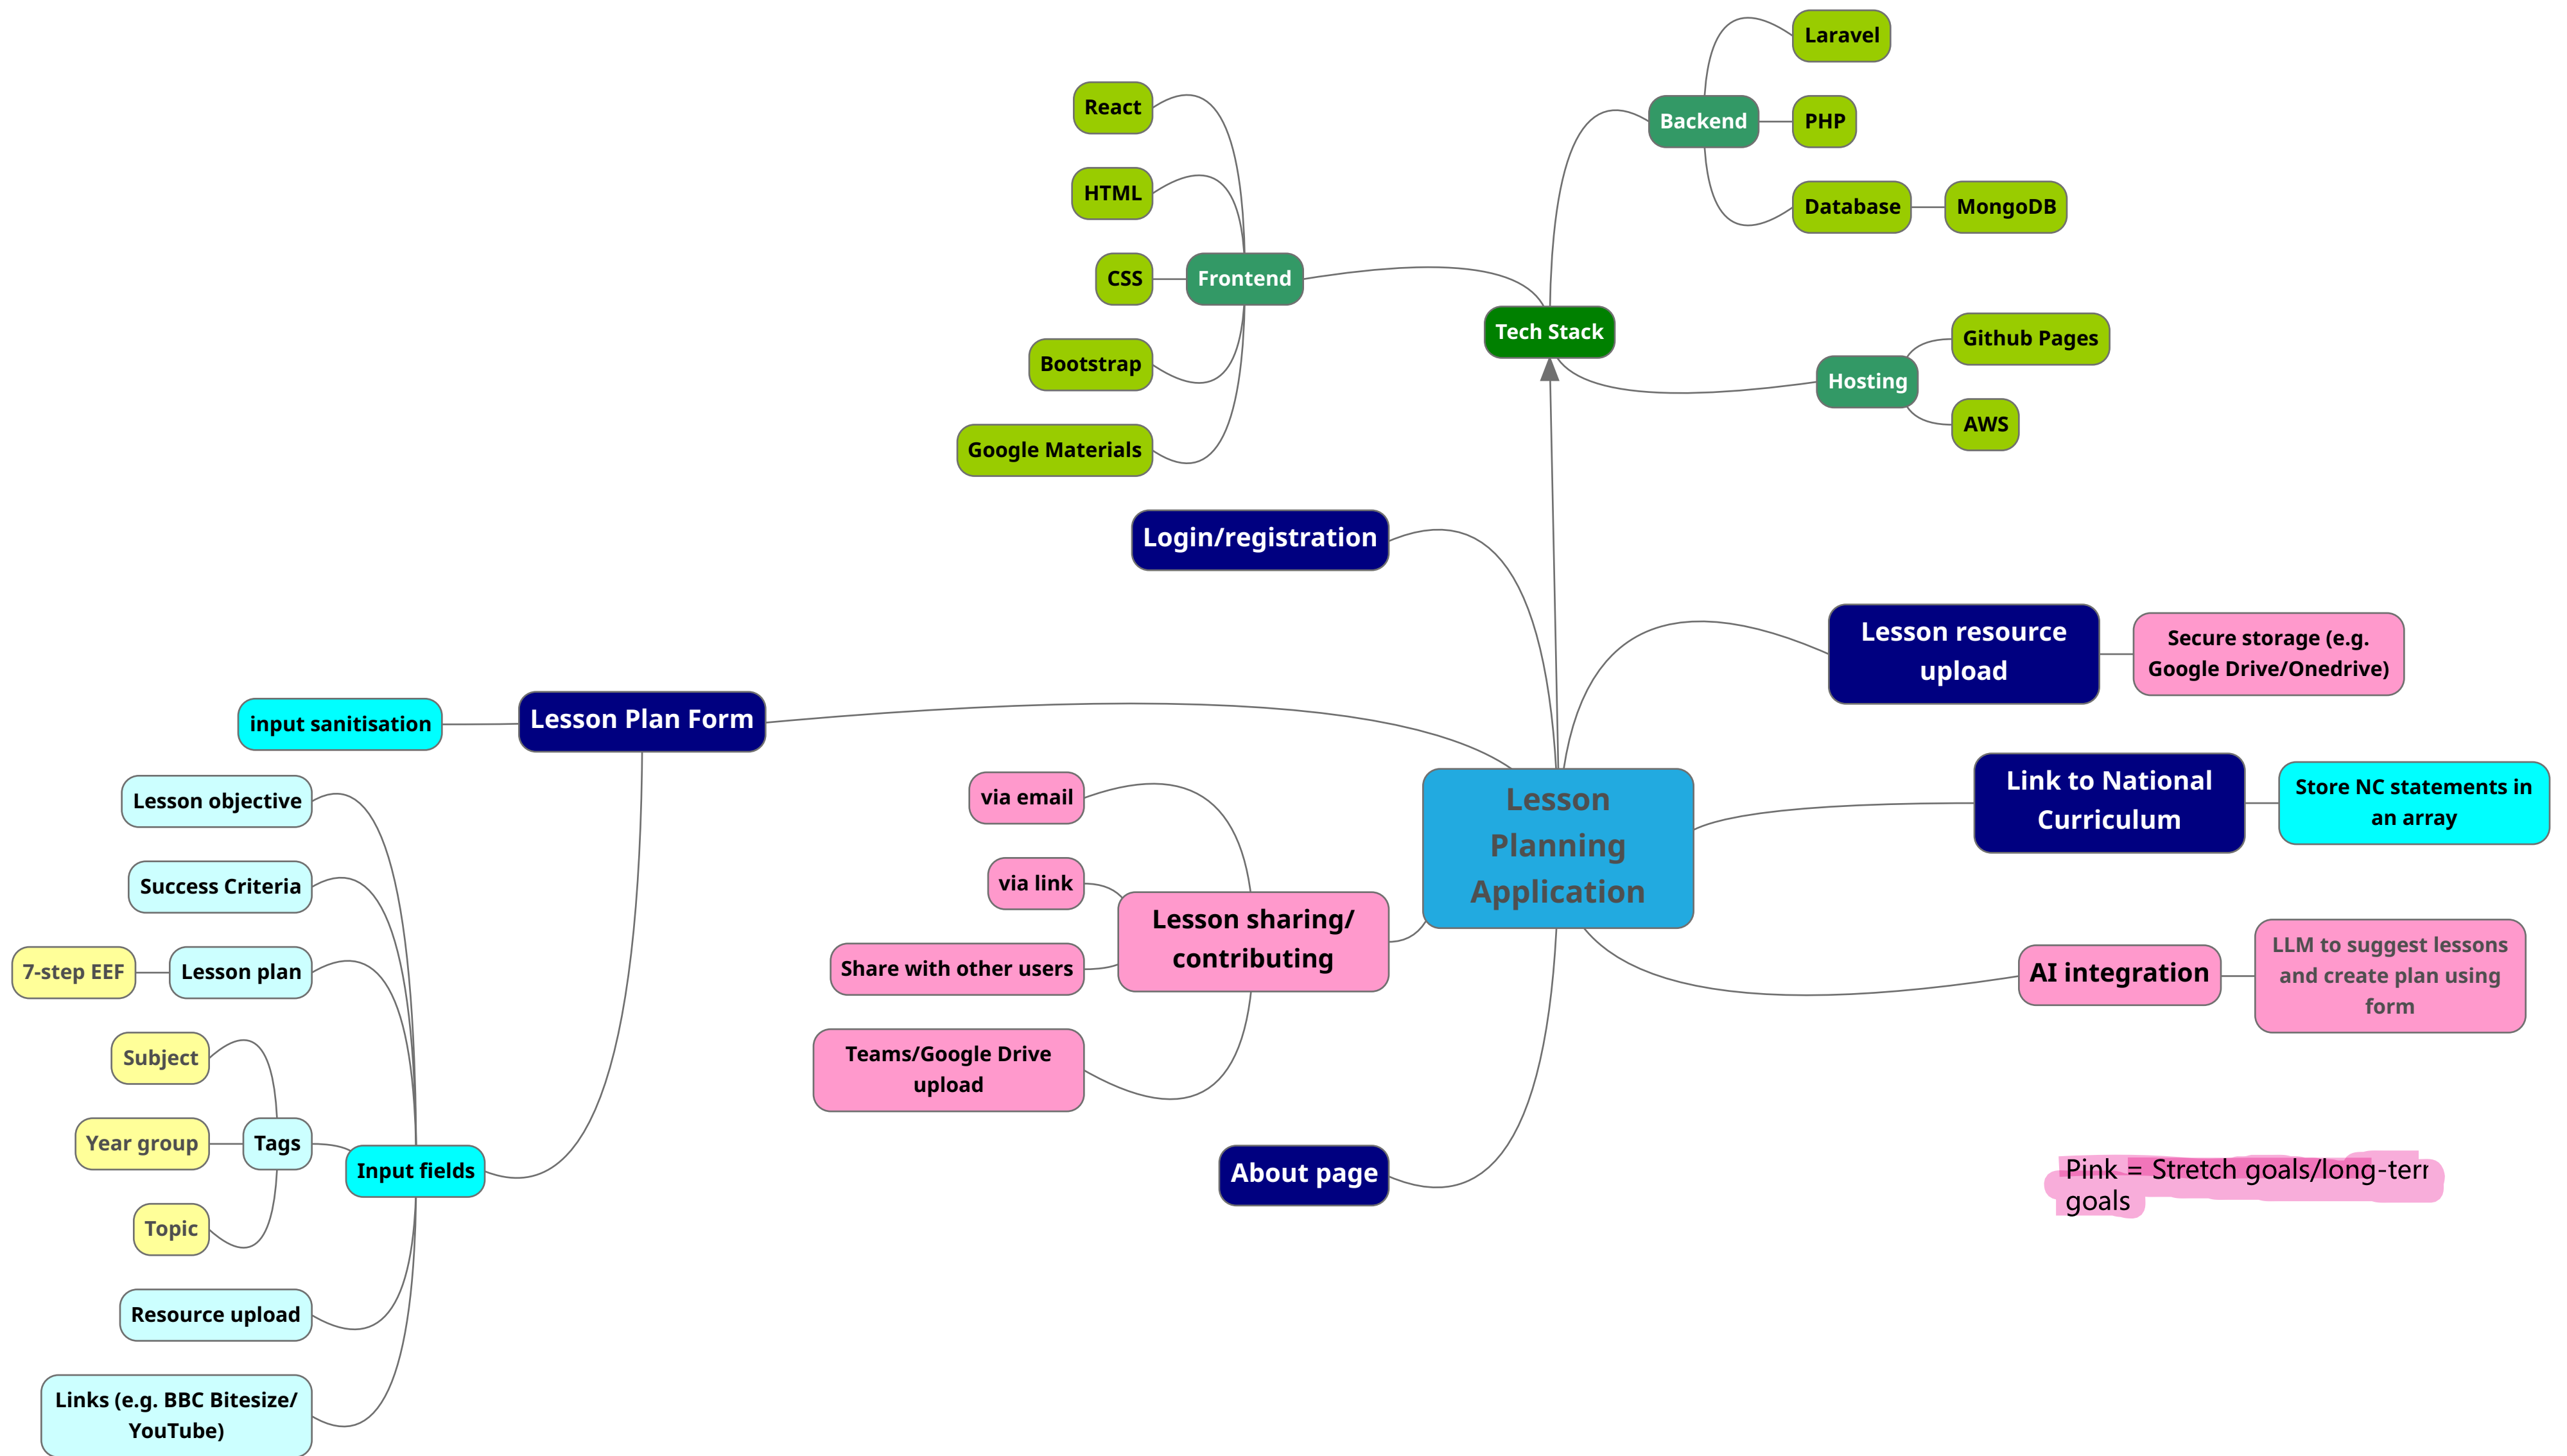 Laravel
React
Backend
PHP
HTML
Database
MongoDB
CSS
Frontend
Tech Stack
Github Pages
Bootstrap
Hosting
AWS
Google Materials
Login/registration
Lesson resource
upload
Secure storage (e.g.
Google Drive/Onedrive)
input sanitisation
Lesson Plan Form
Lesson objective
Success Criteria
7-step EEF
Lesson plan
Subject
Year group
Tags
Topic
Input fields
Resource upload
Links (e.g. BBC Bitesize/
YouTube)
via email
via link
Share with other users
Teams/Google Drive
upload
Lesson sharing/
contributing
Lesson
Planning
Application
Link to National
Curriculum
Store NC statements in
an array
AI integration
LLM to suggest lessons
and create plan using
form
About page
Pink = Stretch goals/long-terr
goals